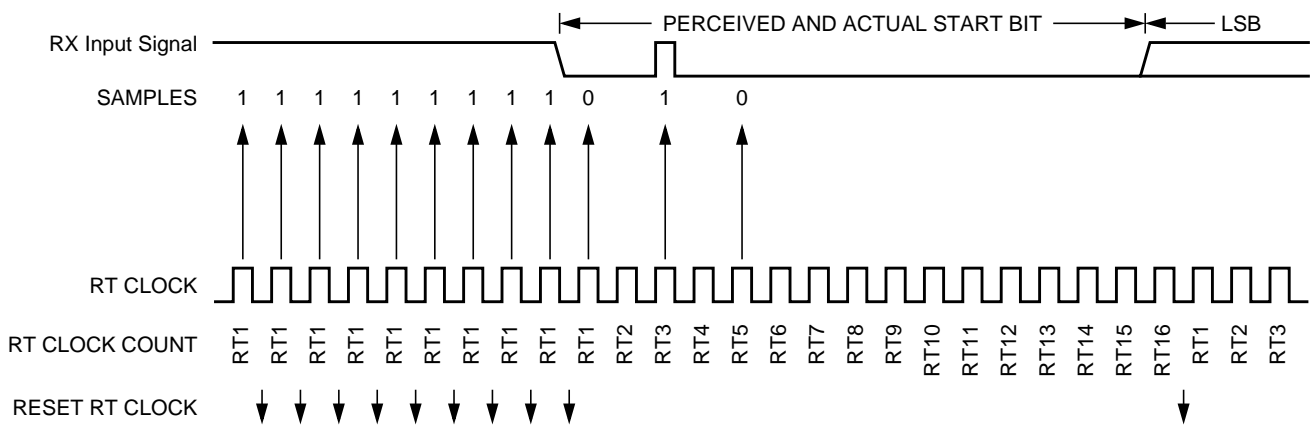 PERCEIVED AND ACTUAL START BIT LSB
RX Input Signal
SAMPLES 1 1 1 1 1 1 1 1 1 0 1 0
RT CLOCK
RT CLOCK COUNT RT1 RT1 RT1 RT1 RT1 RT1 RT1 RT1 RT1 RT1 RT2 RT3 RT4 RT5 RT6 RT7 RT8 RT9 RT10 RT11 RT12 RT13 RT14 RT15 RT16 RT1 RT2 RT3
RESET RT CLOCK